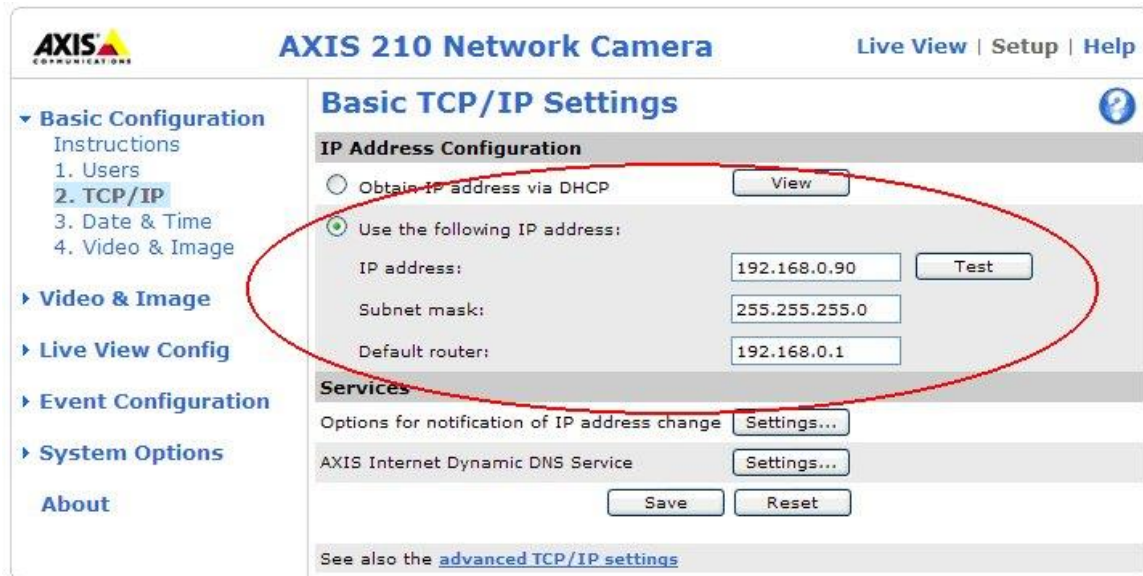 AXIS
COMMUNICATIONS
AXIS 210 Network Camera
Live View | Setup | Help
Basic Configuration
Instructions
1. Users
2. TCP/IP
3. Date & Time
4. Video & Image
Video & Image
Live View Config
Event Configuration
System Options
About
Basic TCP/IP Settings
?
IP Address Configuration
Obtain IP address via DHCP View
Use the following IP address:
IP address: 192.168.0.90 Test
Subnet mask: 255.255.255.0
Default router: 192.168.0.1
Services
Options for notification of IP address change Settings...
AXIS Internet Dynamic DNS Service Settings...
Save Reset
See also the advanced TCP/IP settings